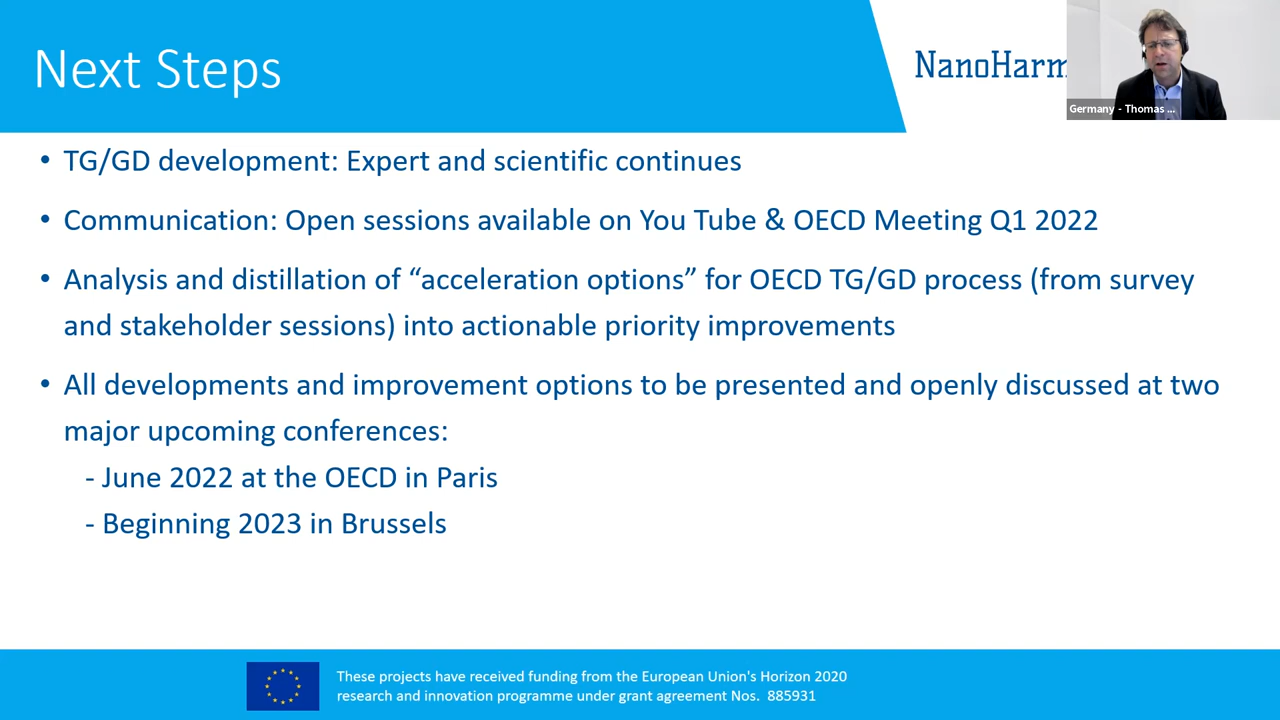 Next Steps
NanoHarm
Germany - Thomas ...
• TG/GD development: Expert and scientific continues
• Communication: Open sessions available on You Tube & OECD Meeting Q1 2022
• Analysis and distillation of “acceleration options” for OECD TG/GD process (from survey
and stakeholder sessions) into actionable priority improvements
• All developments and improvement options to be presented and openly discussed at two
major upcoming conferences:
- June 2022 at the OECD in Paris
- Beginning 2023 in Brussels
These projects have received funding from the European Union's Horizon 2020
research and innovation programme under grant agreement Nos. 885931